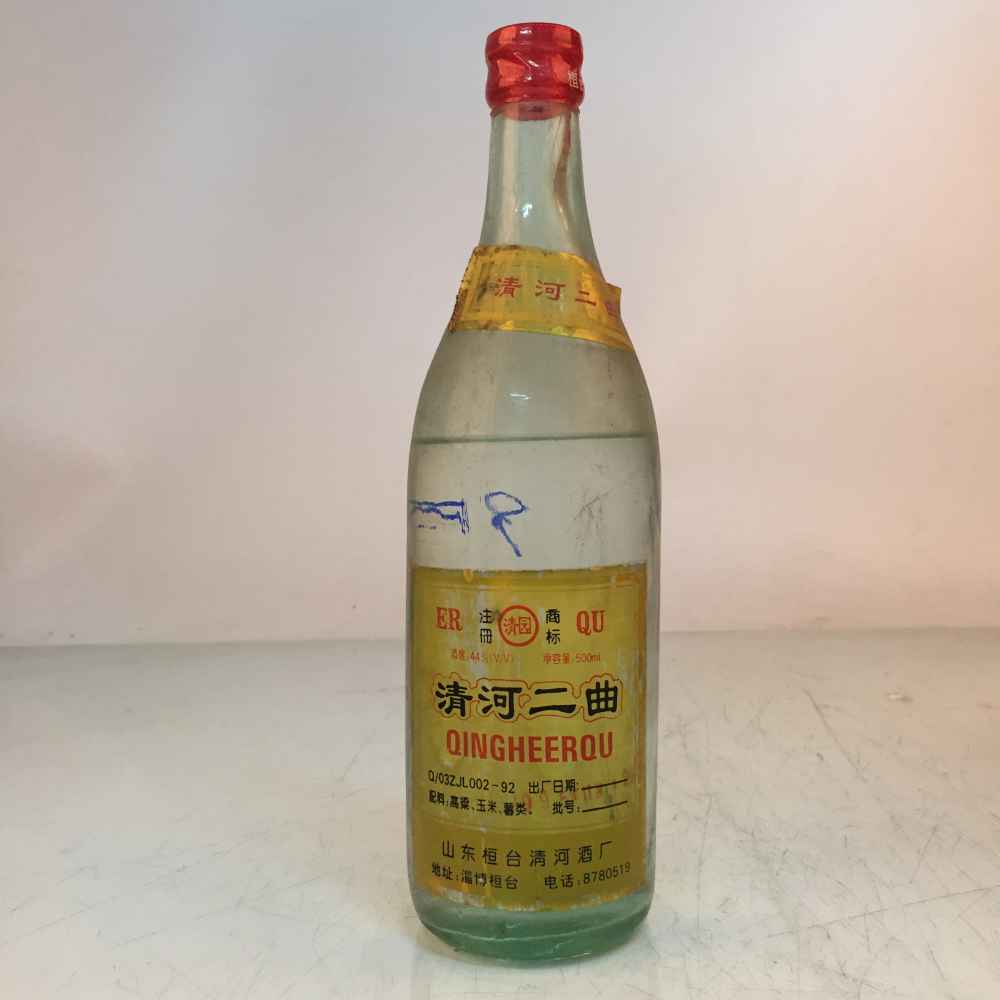 清河二曲
ER 注册 清园 商标 QU
酒度:44%(V/V) 净容量:500ml
清河二曲
QINGHEERQU
Q/03ZJL002-92 出厂日期:
配料:高粱、玉米、薯类。 批号:
山东桓台清河酒厂
地址:淄博桓台 电话:8780519